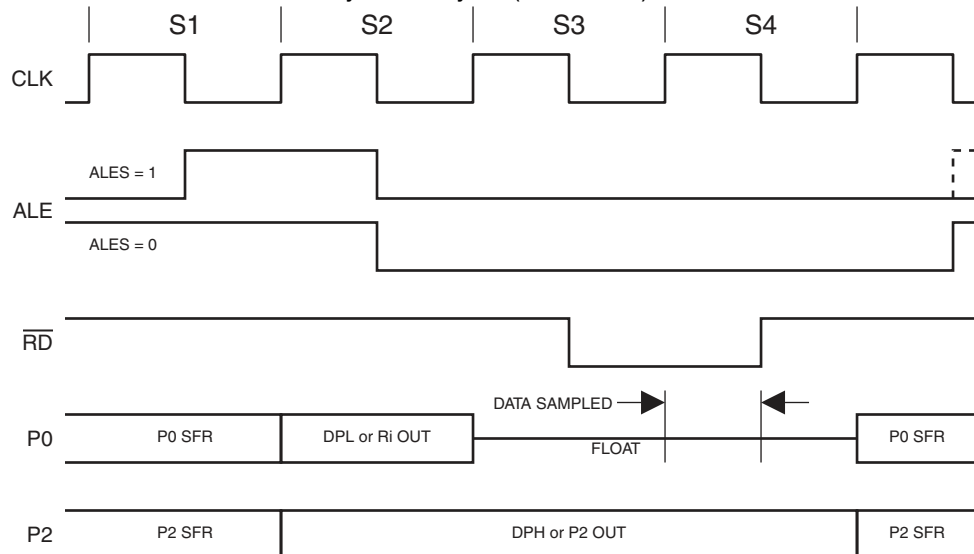 S1 S2 S3 S4
CLK
ALES = 1
ALE
ALES = 0
RD
DATA SAMPLED
P0 P0 SFR DPL or Ri OUT FLOAT P0 SFR
P2 P2 SFR DPH or P2 OUT P2 SFR